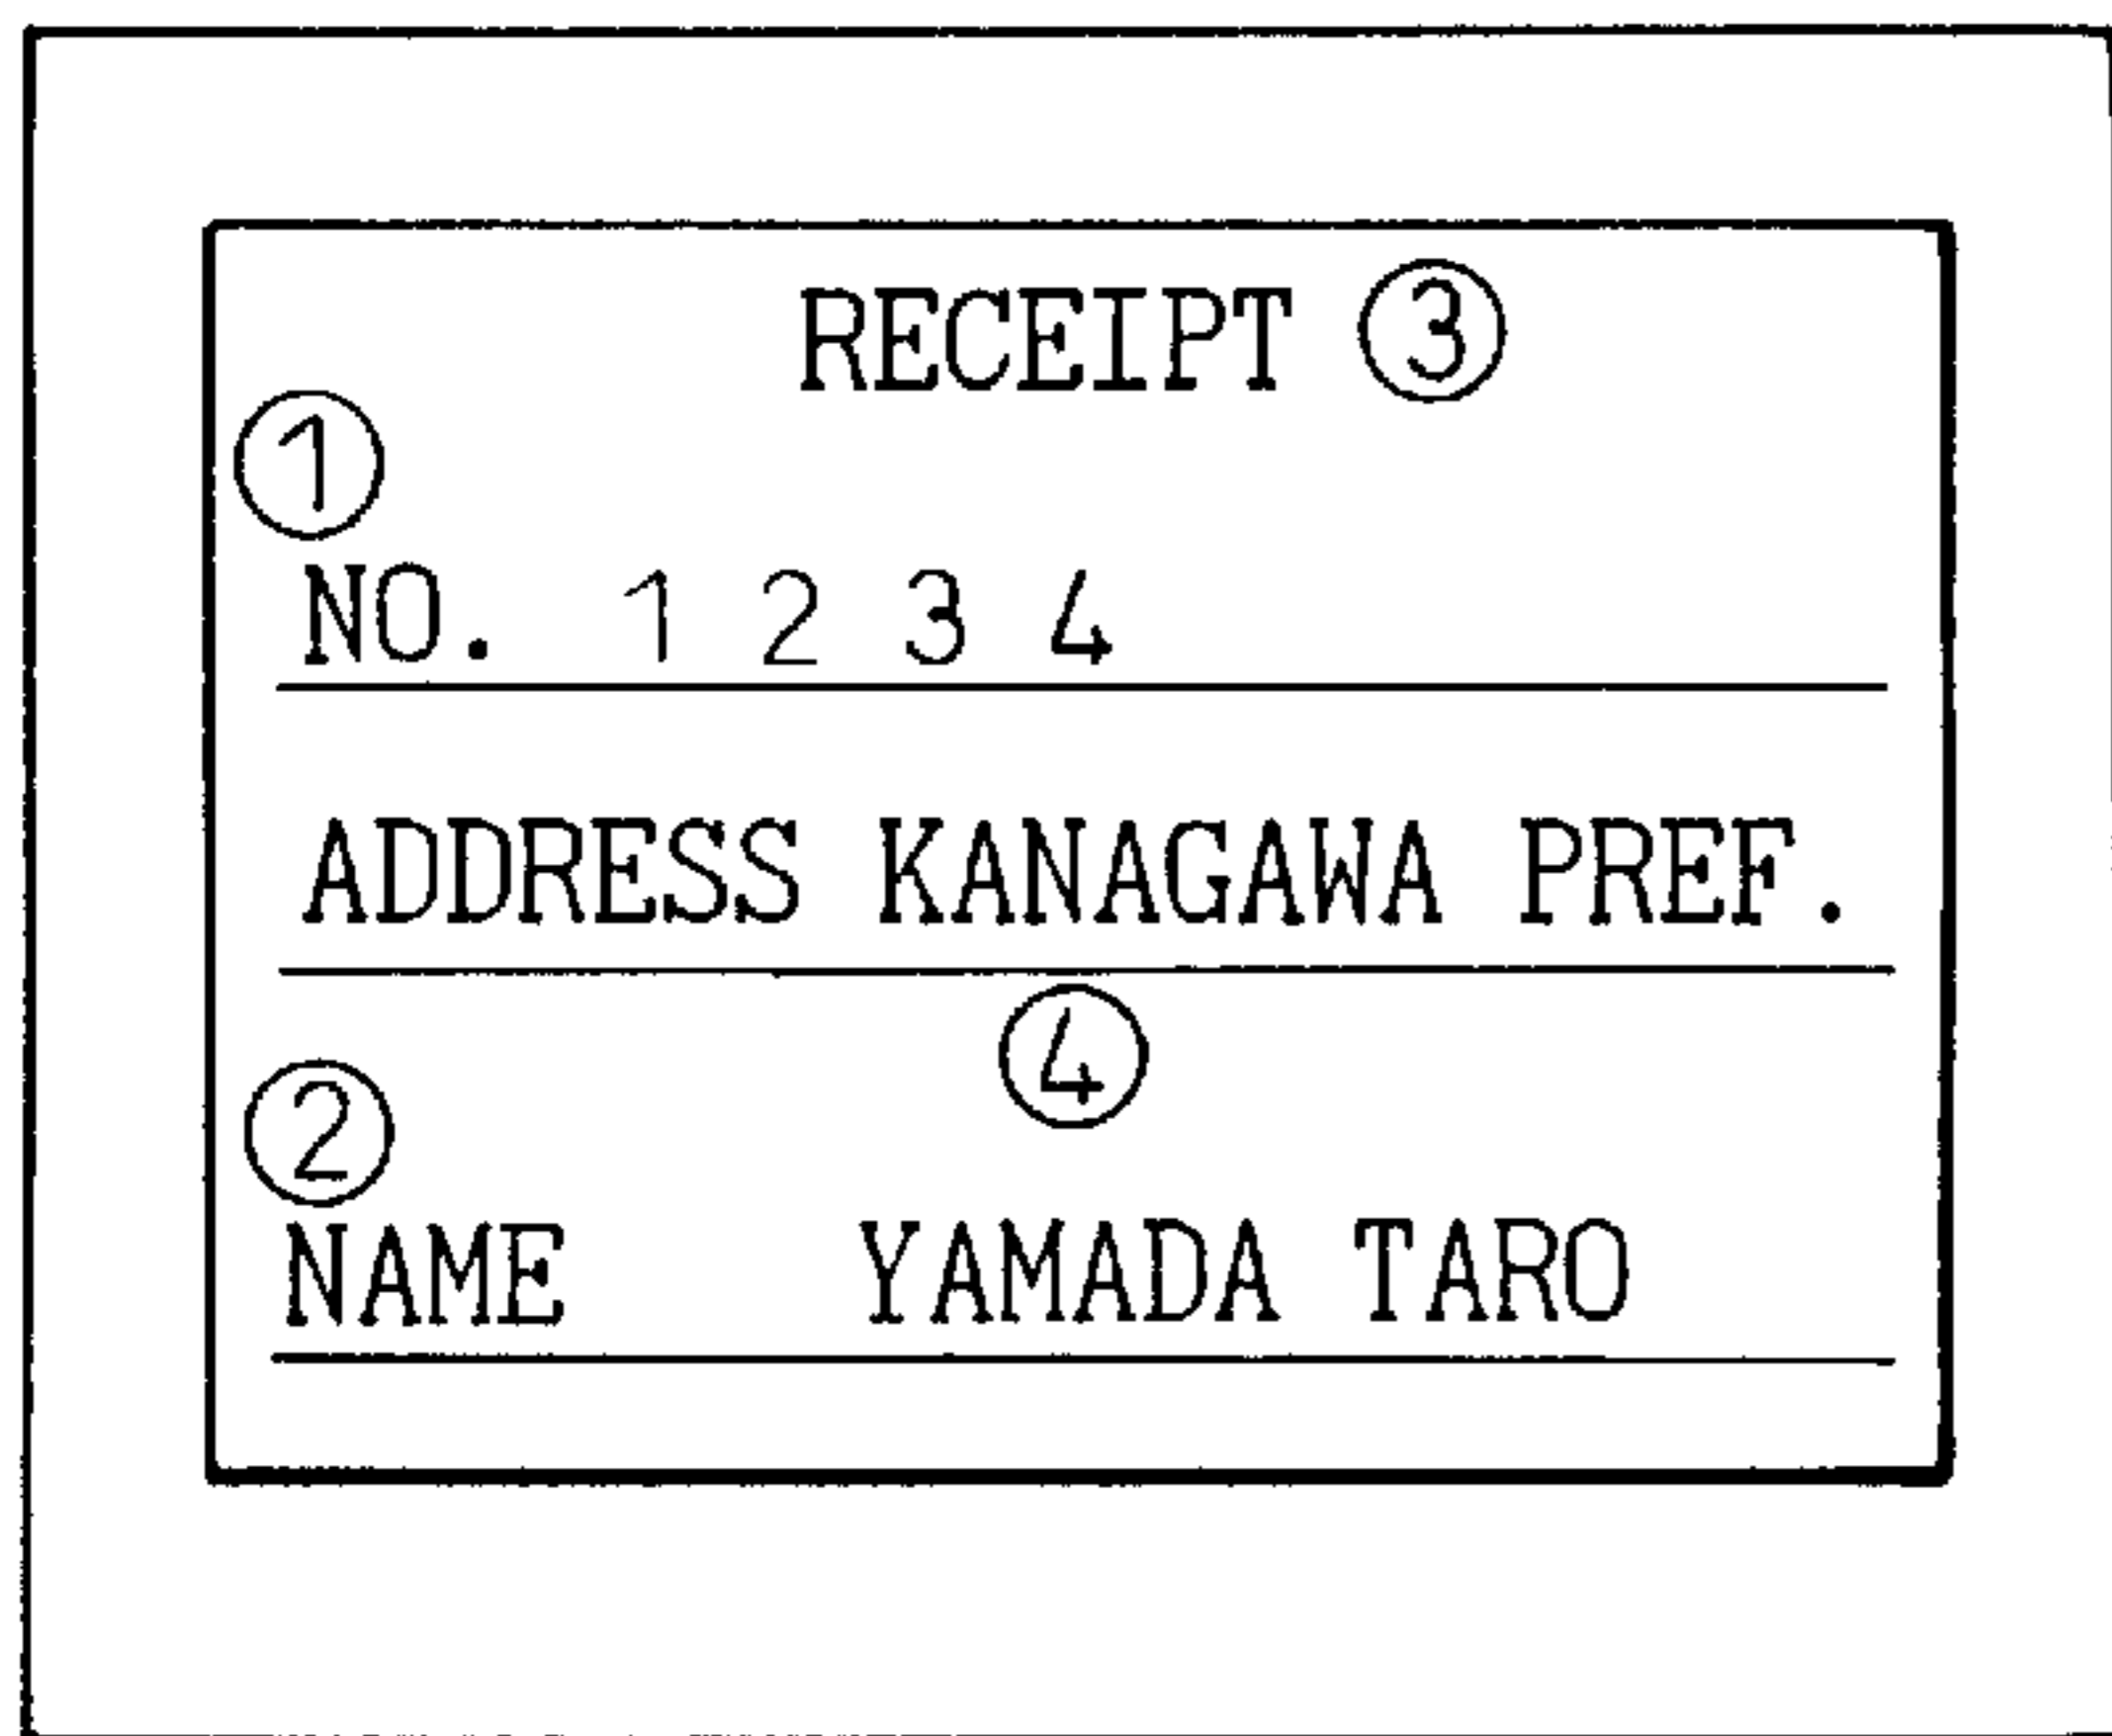 RECEIPT ③
①
NO. 1 2 3 4
ADDRESS KANAGAWA PREF.
④
②
NAME YAMADA TARO